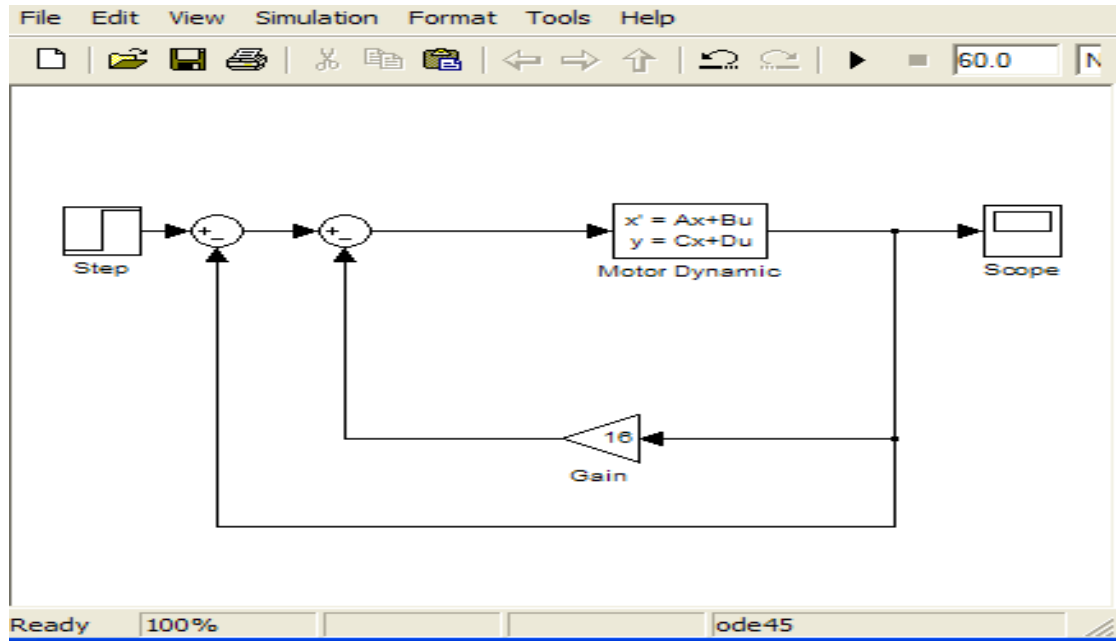 File Edit View Simulation Format Tools Help
60.0 N
x' = Ax+Bu
y = Cx+Du
Step
Motor Dynamic
Scope
16
Gain
Ready 100% ode45